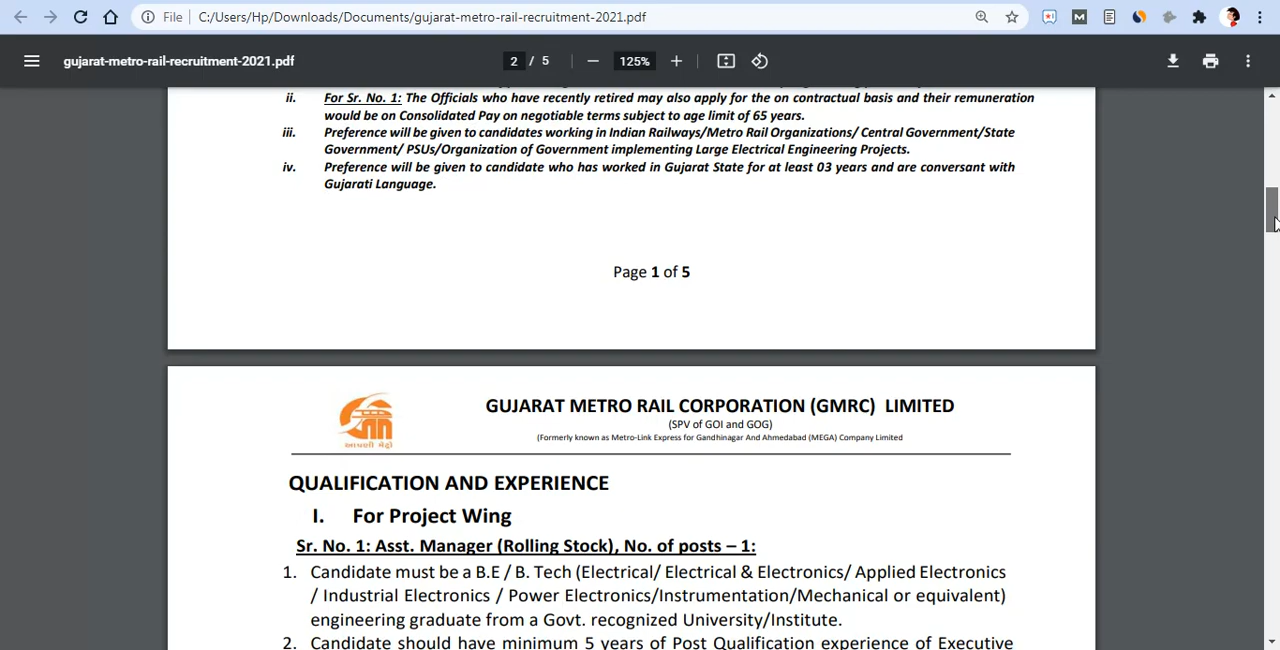 File C:/Users/Hp/Downloads/Documents/gujarat-metro-rail-recruitment-2021.pdf
gujarat-metro-rail-recruitment-2021.pdf 2 / 5 125%
ii. For Sr. No. 1: The Officials who have recently retired may also apply for the on contractual basis and their remuneration
would be on Consolidated Pay on negotiable terms subject to age limit of 65 years.
iii. Preference will be given to candidates working in Indian Railways/Metro Rail Organizations/ Central Government/State
Government/ PSUs/Organization of Government implementing Large Electrical Engineering Projects.
iv. Preference will be given to candidate who has worked in Gujarat State for at least 03 years and are conversant with
Gujarati Language.
Page 1 of 5
GUJARAT METRO RAIL CORPORATION (GMRC) LIMITED
(SPV of GOI and GOG)
(Formerly known as Metro-Link Express for Gandhinagar And Ahmedabad (MEGA) Company Limited
QUALIFICATION AND EXPERIENCE
I. For Project Wing
Sr. No. 1: Asst. Manager (Rolling Stock), No. of posts – 1:
1. Candidate must be a B.E / B. Tech (Electrical/ Electrical & Electronics/ Applied Electronics
/ Industrial Electronics / Power Electronics/Instrumentation/Mechanical or equivalent)
engineering graduate from a Govt. recognized University/Institute.
2. Candidate should have minimum 5 years of Post Qualification experience of Executive